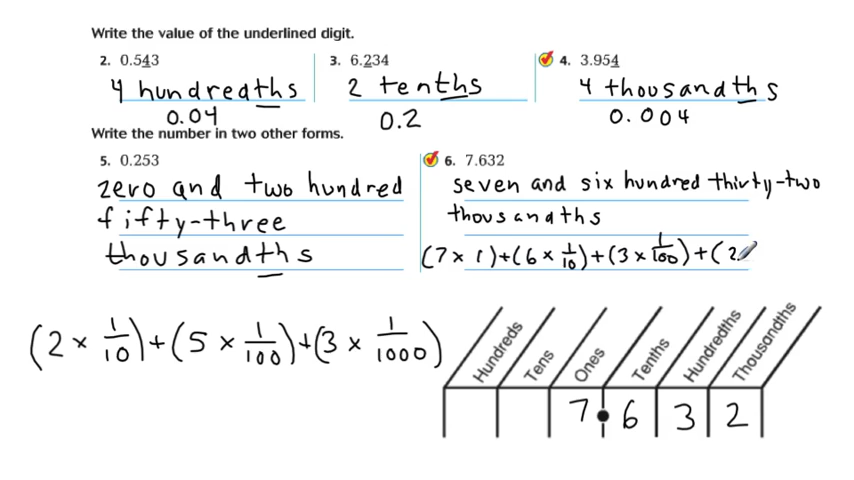 Write the value of the underlined digit.
2. 0.543 3. 6.234 4. 3.954
4 hundredths 2 tenths 4 thousandths
0.04 0.2 0.004
Write the number in two other forms.
5. 0.253 6. 7.632
zero and two hundred
fifty-three
thousandths
seven and six hundred thirty-two
thousandths
(7 × 1)+(6 × 1/10)+(3 × 1/100)+(2
(2 × 1/10)+(5 × 1/100)+(3 × 1/1000)
Hundreds Tens Ones Tenths Hundredths Thousandths
7 . 6 3 2